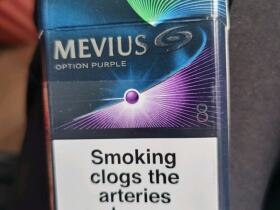 MEVIUS
OPTION PURPLE
8
Smoking
clogs the
arteries